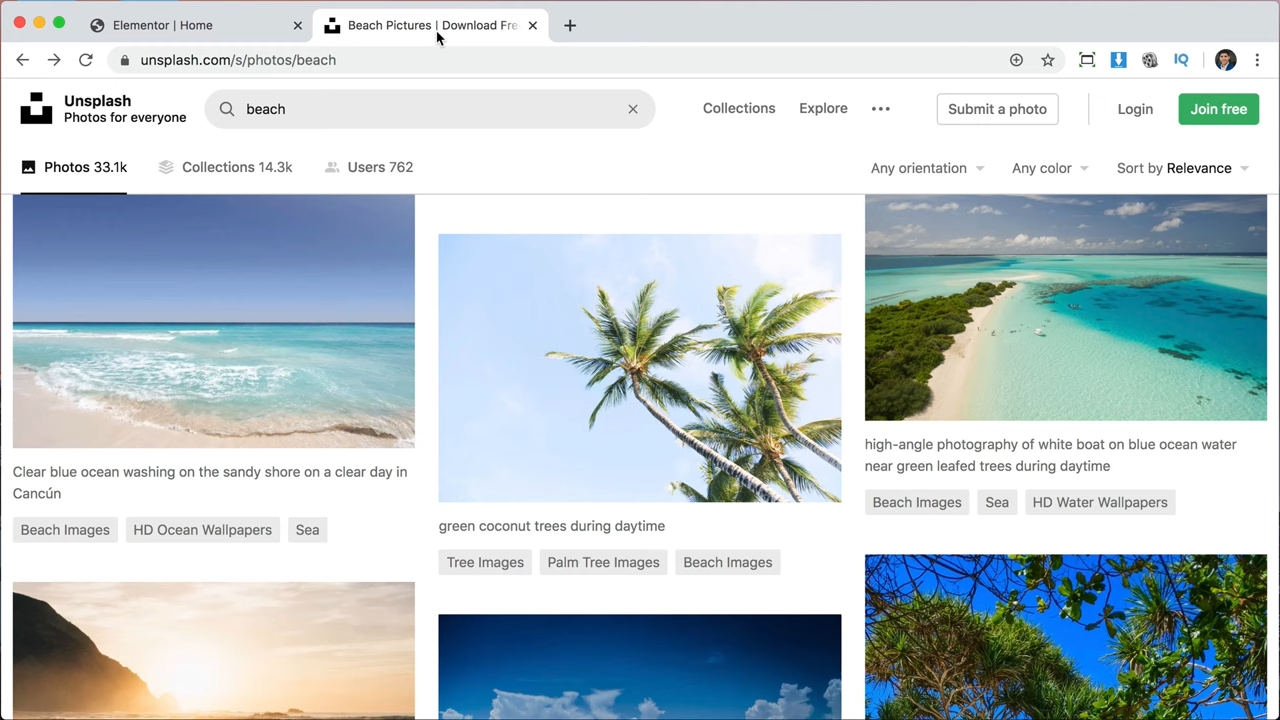 Elementor | Home
Beach Pictures | Download Fre
unsplash.com/s/photos/beach
IQ
Unsplash
Photos for everyone
beach
Collections
Explore
Submit a photo
Login
Join free
Photos 33.1k
Collections 14.3k
Users 762
Any orientation
Any color
Sort by Relevance
Clear blue ocean washing on the sandy shore on a clear day in
Cancún
Beach Images
HD Ocean Wallpapers
Sea
green coconut trees during daytime
Tree Images
Palm Tree Images
Beach Images
high-angle photography of white boat on blue ocean water
near green leafed trees during daytime
Beach Images
Sea
HD Water Wallpapers